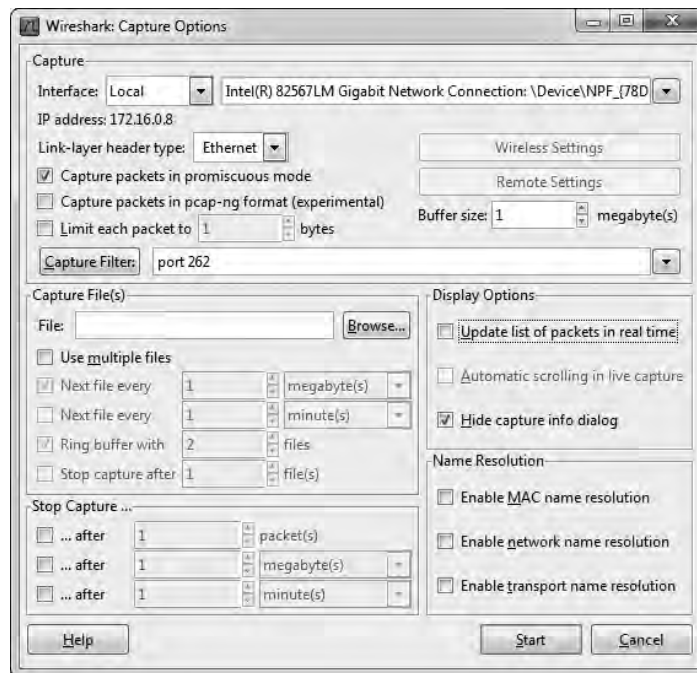 Wireshark: Capture Options
Capture
Interface: Local Intel(R) 82567LM Gigabit Network Connection: \Device\NPF_{78D
IP address: 172.16.0.8
Link-layer header type: Ethernet
Wireless Settings
Capture packets in promiscuous mode
Remote Settings
Capture packets in pcap-ng format (experimental)
Buffer size: 1 megabyte(s)
Limit each packet to 1 bytes
Capture Filter: port 262
Capture File(s)
File: Browse...
Use multiple files
Next file every 1 megabyte(s)
Next file every 1 minute(s)
Ring buffer with 2 files
Stop capture after 1 file(s)
Display Options
Update list of packets in real time
Automatic scrolling in live capture
Hide capture info dialog
Name Resolution
Enable MAC name resolution
Enable network name resolution
Enable transport name resolution
Stop Capture ...
... after 1 packet(s)
... after 1 megabyte(s)
... after 1 minute(s)
Help Start Cancel